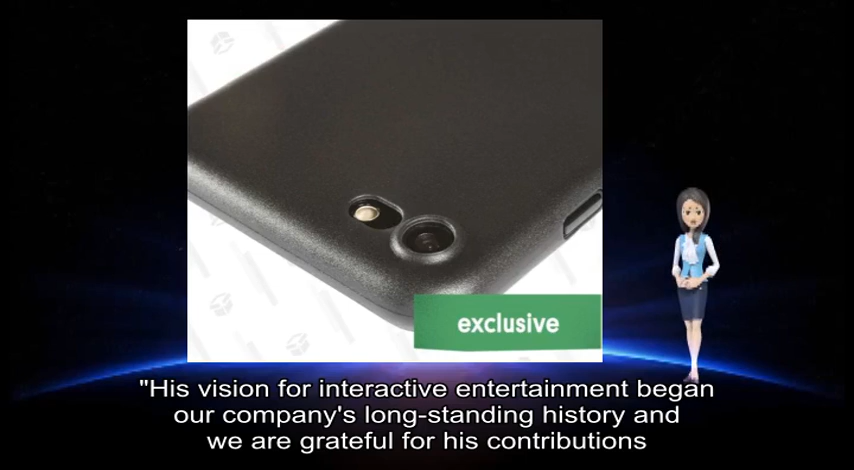 exclusive
"His vision for interactive entertainment began
our company's long-standing history and
we are grateful for his contributions